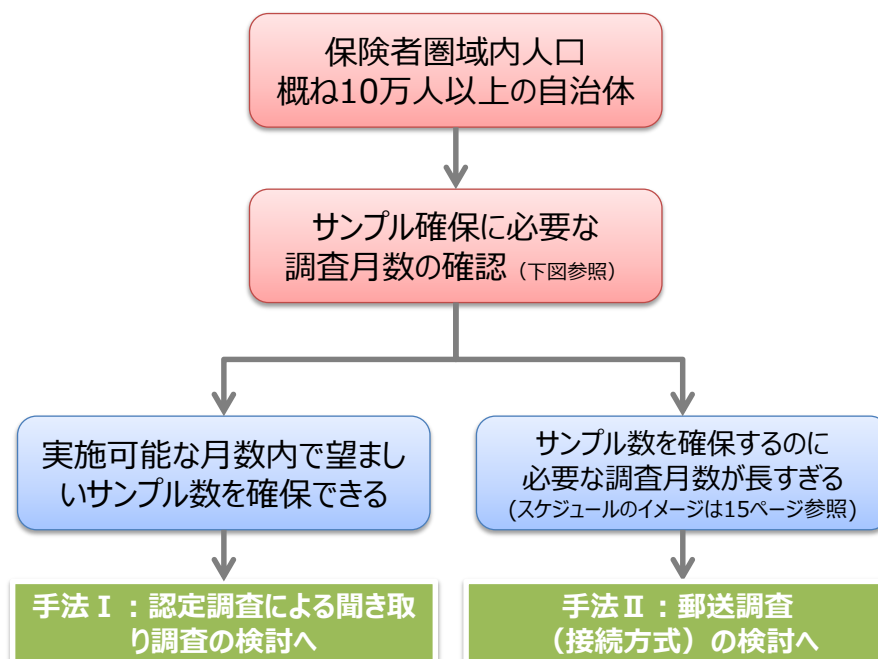 保険者圏域内人口
概ね10万人以上の自治体
サンプル確保に必要な
調査月数の確認（下図参照）
実施可能な月数内で望まし
いサンプル数を確保できる
サンプル数を確保するのに
必要な調査月数が長すぎる
(スケジュールのイメージは15ページ参照)
手法Ⅰ：認定調査による聞き取
り調査の検討へ
手法Ⅱ：郵送調査
（接続方式）の検討へ